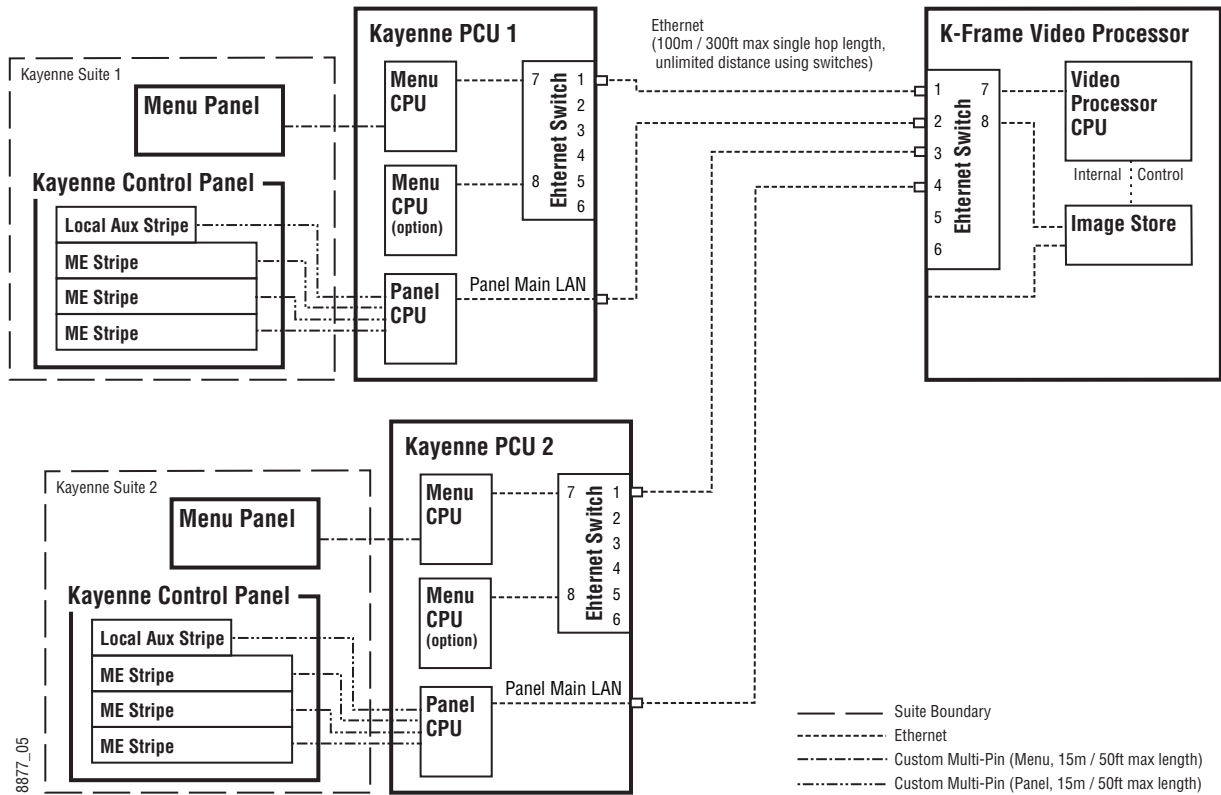 Kayenne Suite 1
Menu Panel
Kayenne Control Panel
Local Aux Stripe
ME Stripe
ME Stripe
ME Stripe
Kayenne PCU 1
Menu
CPU
Menu
CPU
(option)
Panel
CPU
7
8
Ehternet Switch
1
2
3
4
5
6
Panel Main LAN
Ethernet
(100m / 300ft max single hop length,
unlimited distance using switches)
K-Frame Video Processor
1
2
3
4
5
6
Ehternet Switch
7
8
Video
Processor
CPU
Internal
Control
Image Store
Kayenne Suite 2
Menu Panel
Kayenne Control Panel
Local Aux Stripe
ME Stripe
ME Stripe
ME Stripe
Kayenne PCU 2
Menu
CPU
Menu
CPU
(option)
Panel
CPU
7
8
Ehternet Switch
1
2
3
4
5
6
Panel Main LAN
Suite Boundary
Ethernet
Custom Multi-Pin (Menu, 15m / 50ft max length)
Custom Multi-Pin (Panel, 15m / 50ft max length)
8877_05